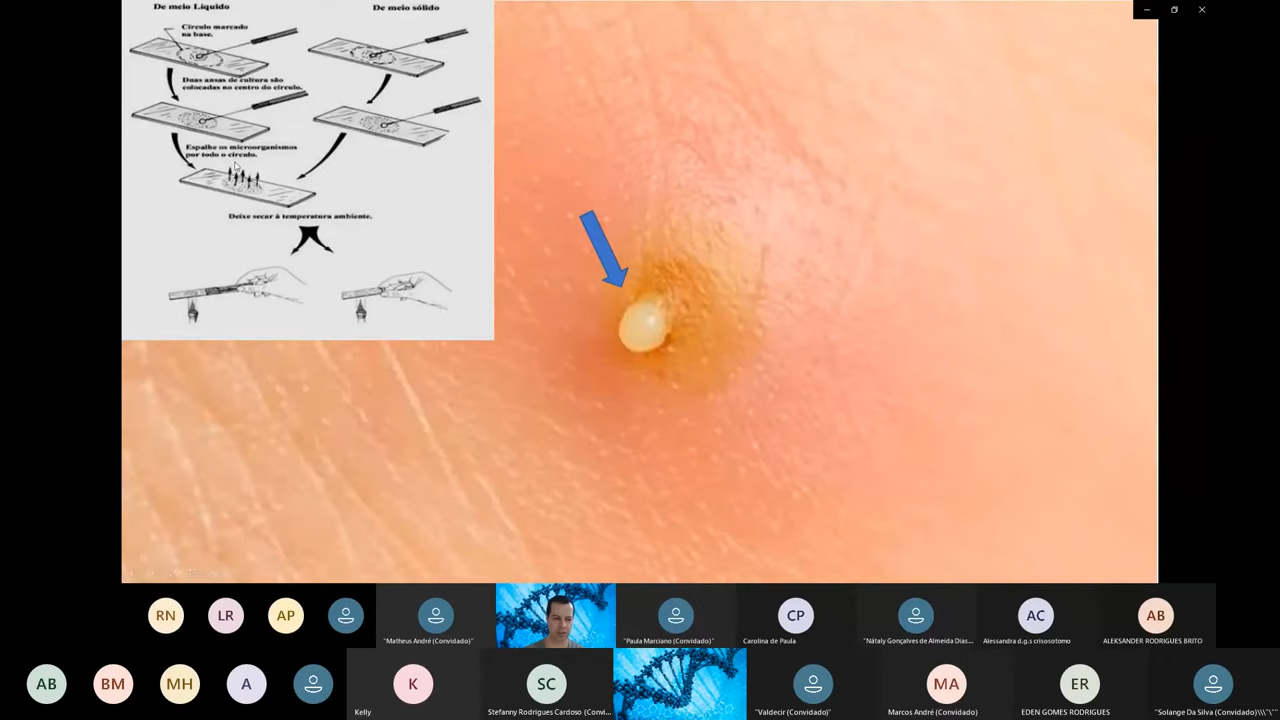 De meio Líquido
De meio sólido
Círculo marcado
na base.
Duas ansas de cultura são
colocadas no centro do círculo.
Espalhe os microorganismos
por todo o círculo.
Deixe secar à temperatura ambiente.
RN
LR
AP
"Matheus André (Convidado)"
"Paula Marciano (Convidado)"
CP
Carolina de Paula
"Nátaly Gonçalves de Almeida Dias...
AC
Alessandra d.g.s crisosotomo
AB
ALEKSANDER RODRIGUES BRITO
AB
BM
MH
A
K
Kelly
SC
Stefanny Rodrigues Cardoso (Convi...
"Valdecir (Convidado)"
MA
Marcos André (Convidado)
ER
EDEN GOMES RODRIGUES
"Solange Da Silva (Convidado)\\\"\"